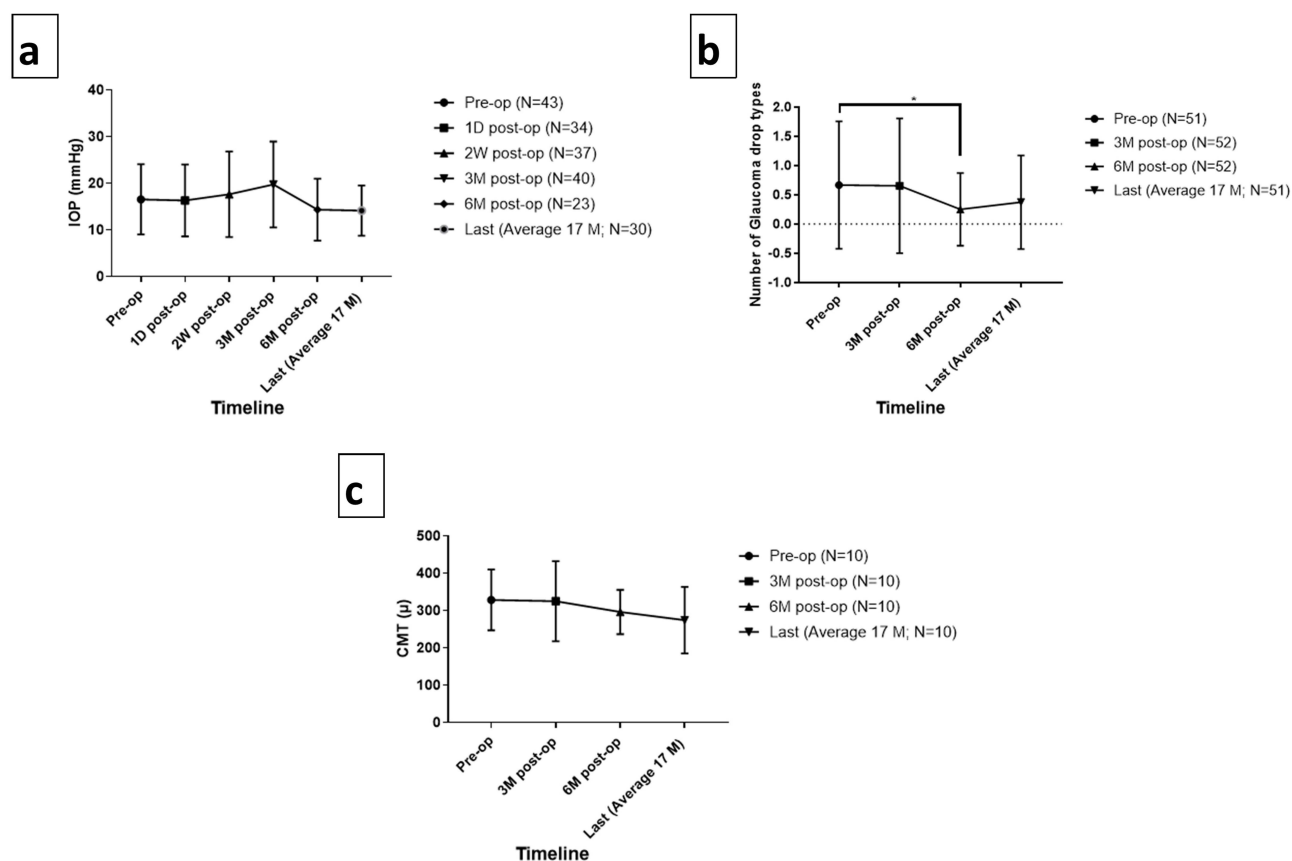 a
40
30
20
10
0
IOP (mmHg)
Pre-op
1D post-op
2W post-op
3M post-op
6M post-op
Last (Average 17 M)
Timeline
Pre-op (N=43)
1D post-op (N=34)
2W post-op (N=37)
3M post-op (N=40)
6M post-op (N=23)
Last (Average 17 M; N=30)
b
2.0
1.5
1.0
0.5
0.0
-0.5
-1.0
Number of Glaucoma drop types
*
Pre-op
3M post-op
6M post-op
Last (Average 17 M)
Timeline
Pre-op (N=51)
3M post-op (N=52)
6M post-op (N=52)
Last (Average 17 M; N=51)
c
500
400
300
200
100
0
CMT (µ)
Pre-op
3M post-op
6M post-op
Last (Average 17 M)
Timeline
Pre-op (N=10)
3M post-op (N=10)
6M post-op (N=10)
Last (Average 17 M; N=10)